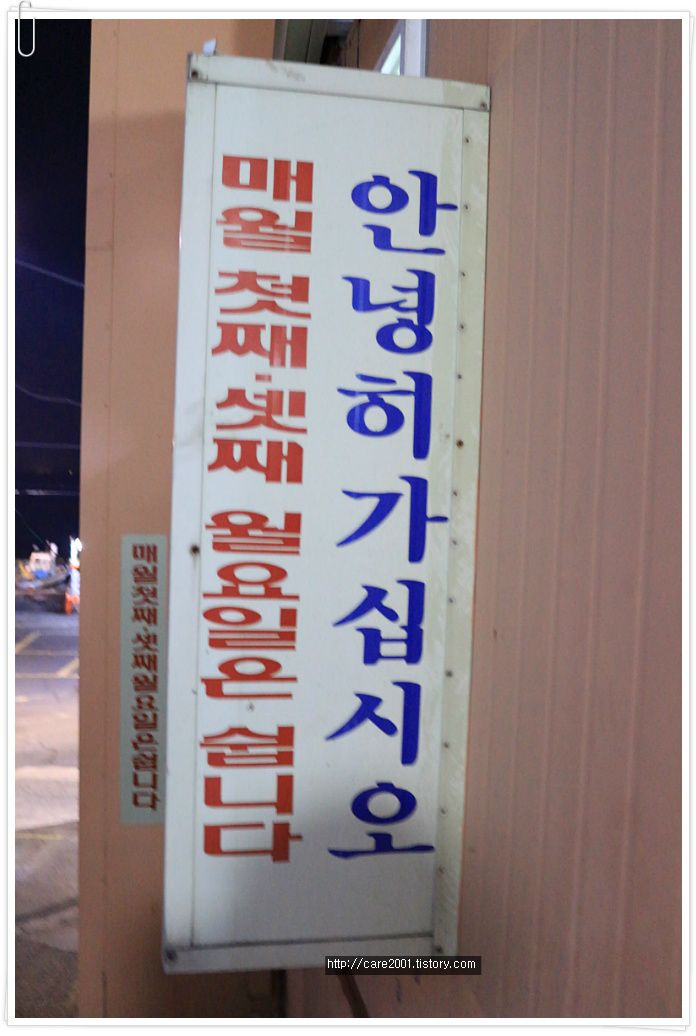 안녕히가십시오
매월 첫째·셋째 월요일은 쉽니다
매월첫째·셋째월요일은쉽니다
http://care2001.tistory.com